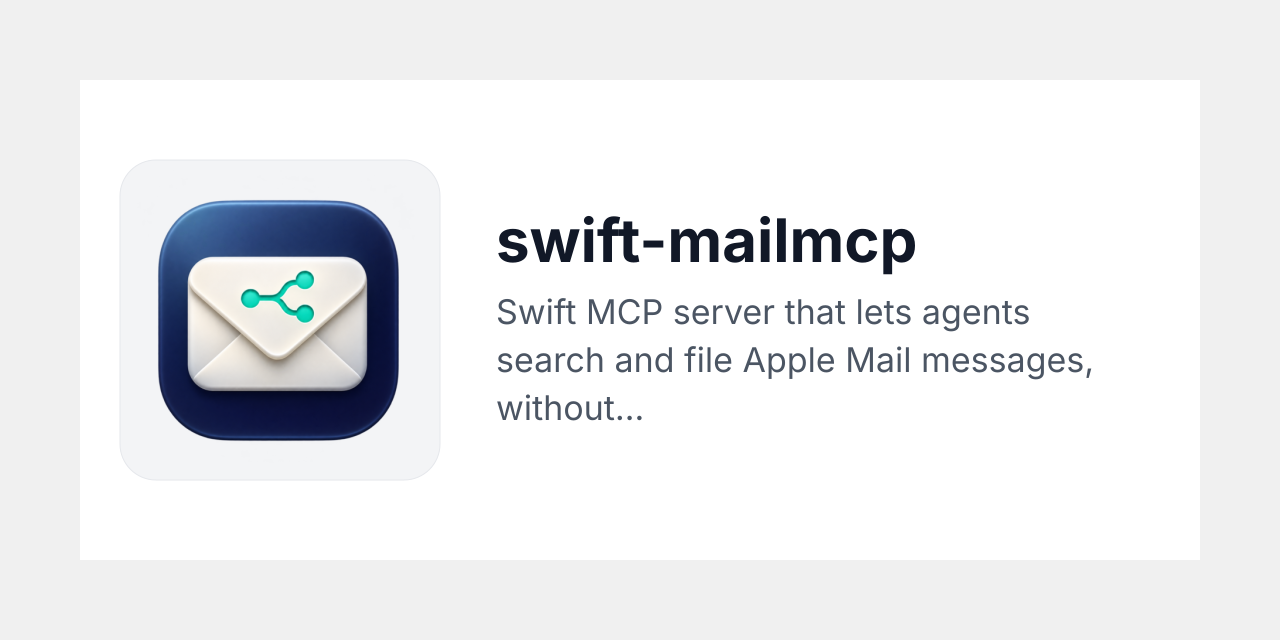 swift-mailmcp
Swift MCP server that lets agents
search and file Apple Mail messages,
without...